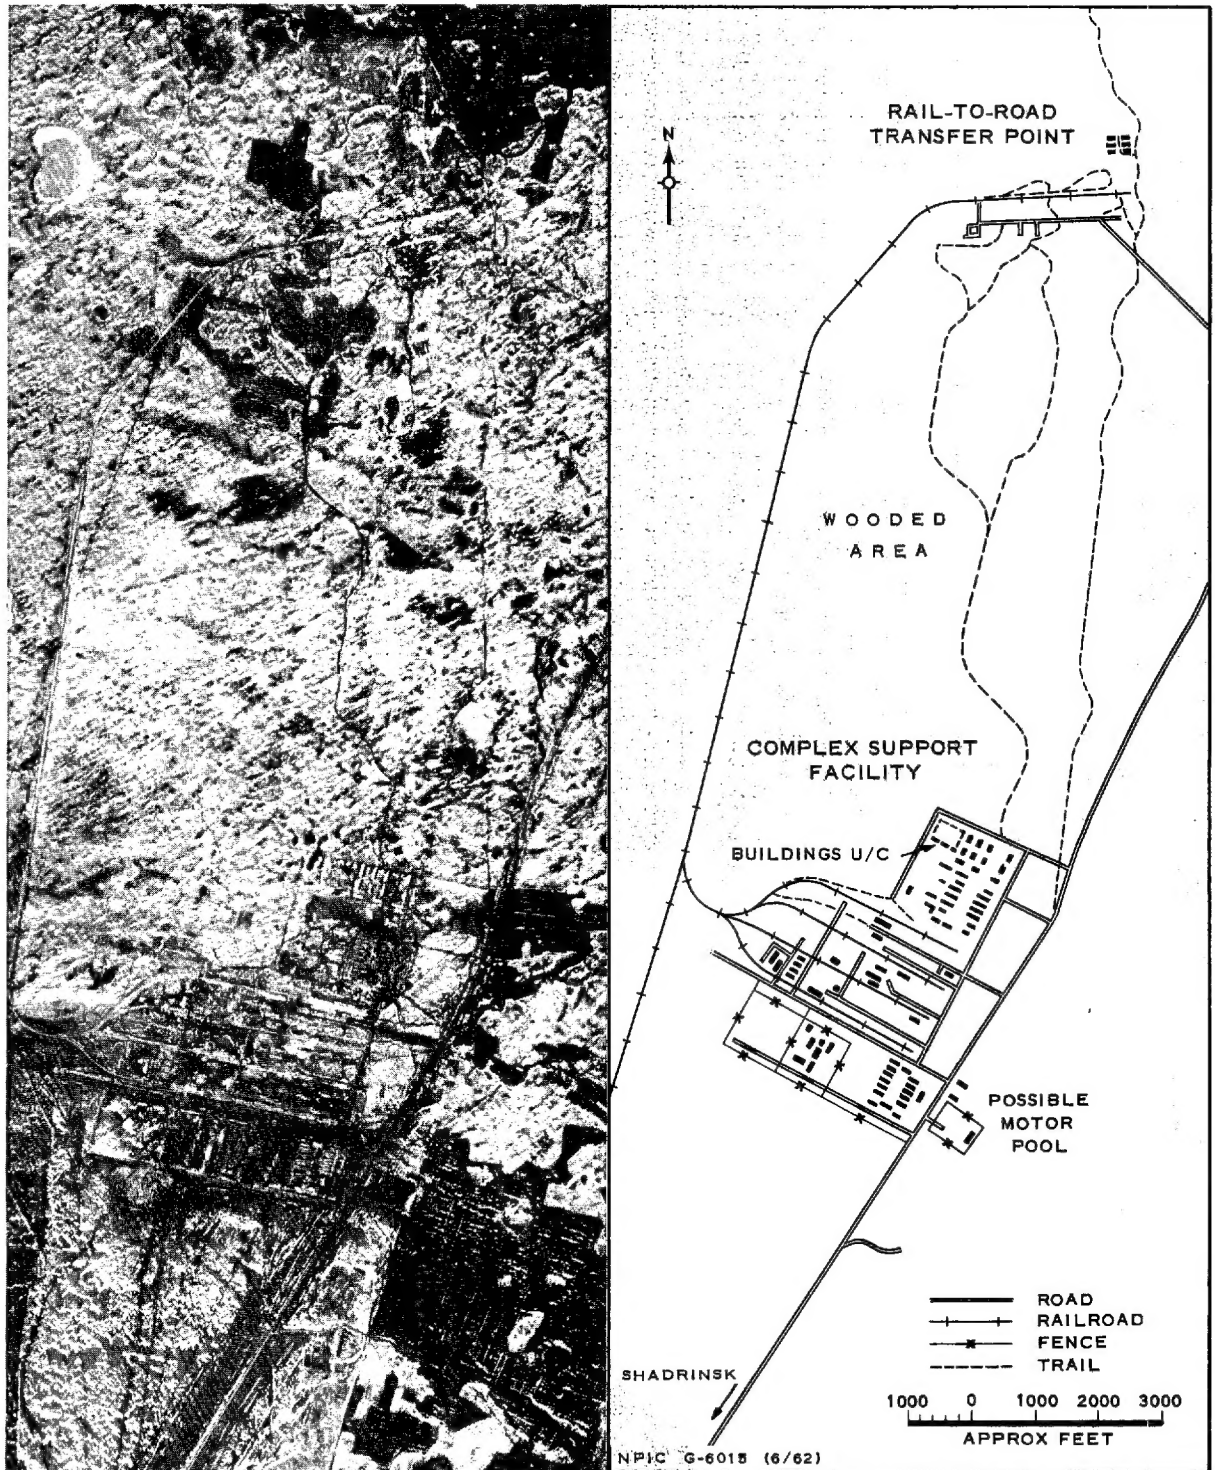 RAIL-TO-ROAD
TRANSFER POINT
N
WOODED
AREA
COMPLEX SUPPORT
FACILITY
BUILDINGS U/C
POSSIBLE
MOTOR
POOL
ROAD
RAILROAD
FENCE
TRAIL
SHADRINSK
1000 0 1000 2000 3000
APPROX FEET
NPIC G-6015 (6/62)